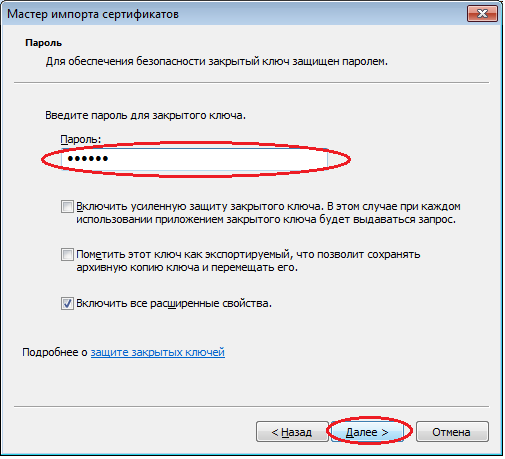 Мастер импорта сертификатов
Пароль
Для обеспечения безопасности закрытый ключ защищен паролем.
Введите пароль для закрытого ключа.
Пароль:
••••••
Включить усиленную защиту закрытого ключа. В этом случае при каждом
использовании приложением закрытого ключа будет выдаваться запрос.
Пометить этот ключ как экспортируемый, что позволит сохранять
архивную копию ключа и перемещать его.
Включить все расширенные свойства.
Подробнее о защите закрытых ключей
< Назад Далее > Отмена